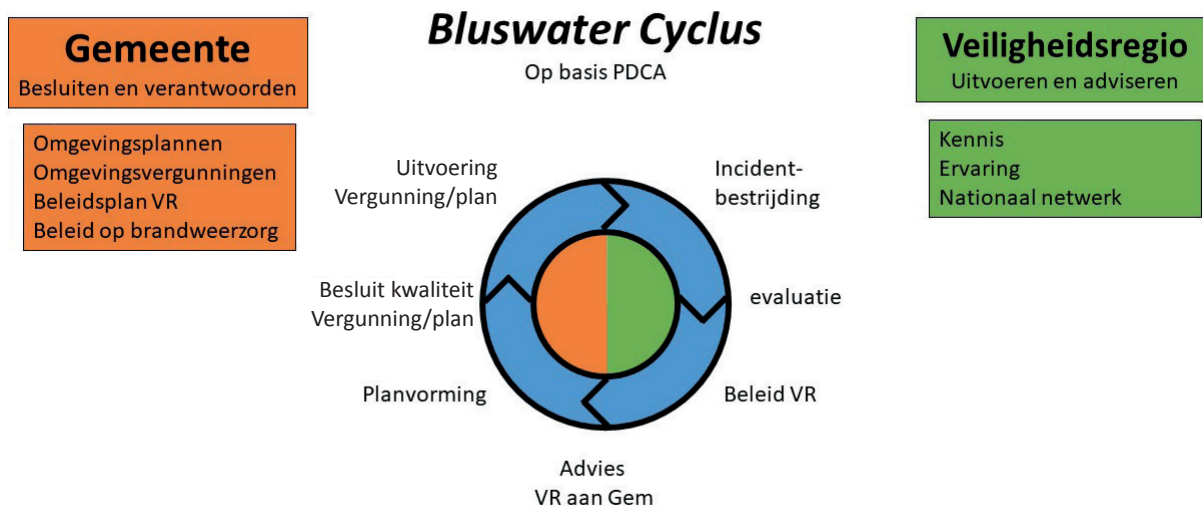 Bluswater Cyclus
Op basis PDCA
Gemeente
Besluiten en verantwoorden
Omgevingsplannen
Omgevingsvergunningen
Beleidsplan VR
Beleid op brandweerzorg
Veiligheidsregio
Uitvoeren en adviseren
Kennis
Ervaring
Nationaal netwerk
Uitvoering
Vergunning/plan
Incident-
bestrijding
Besluit kwaliteit
Vergunning/plan
evaluatie
Planvorming
Beleid VR
Advies
VR aan Gem